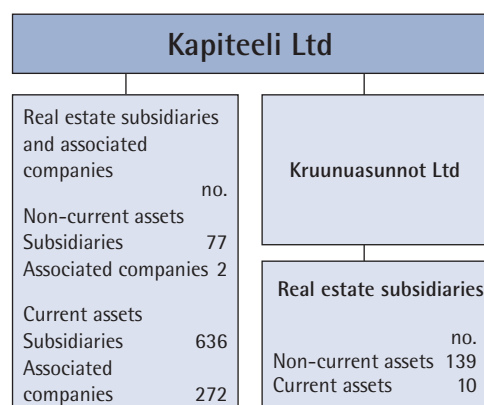 Kapiteeli Ltd
Real estate subsidiaries
and associated
companies
no.
Non-current assets
Subsidiaries 77
Associated companies 2
Current assets
Subsidiaries 636
Associated
companies 272
Kruunuasunnot Ltd
Real estate subsidiaries
no.
Non-current assets 139
Current assets 10